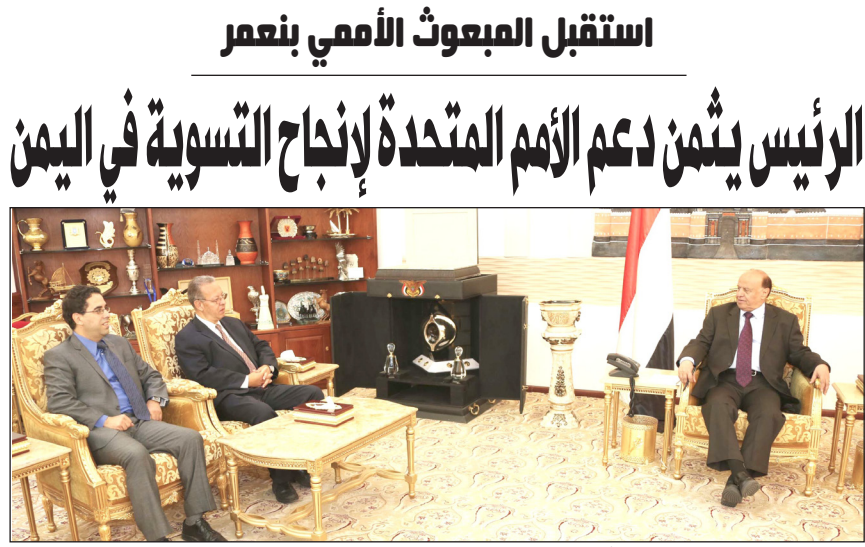 استقبل المبعوث الأممي بنعمر
الرئيس يثمن دعم الأمم المتحدة لإنجاح التسوية في اليمن